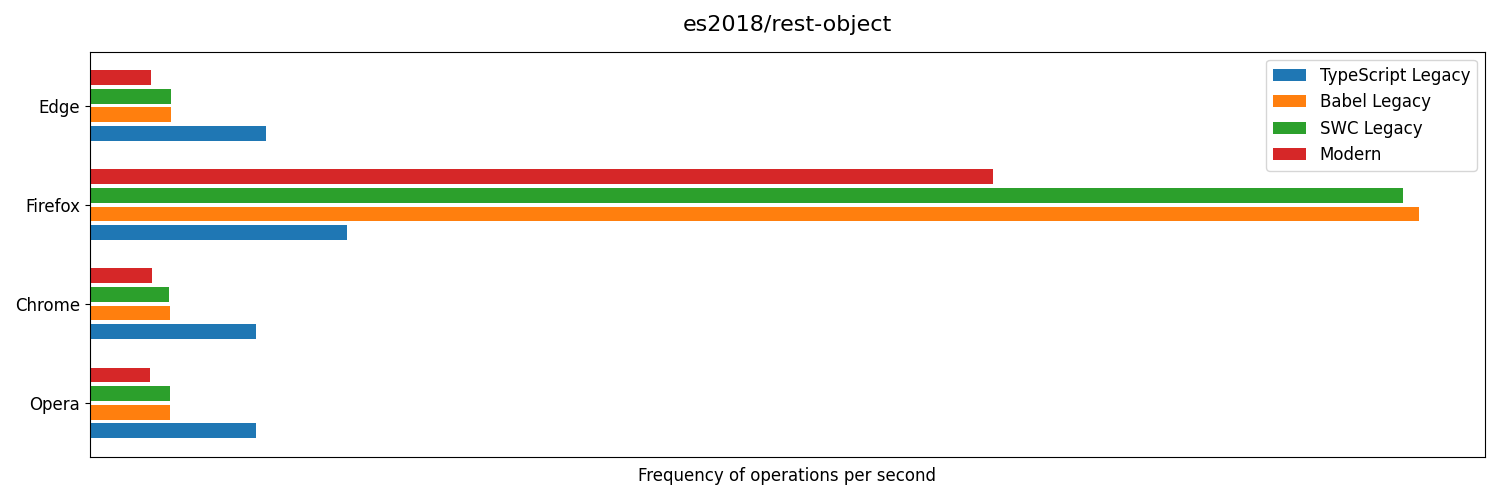 es2018/rest-object
TypeScript Legacy
Babel Legacy
SWC Legacy
Modern
Edge
Firefox
Chrome
Opera
Frequency of operations per second